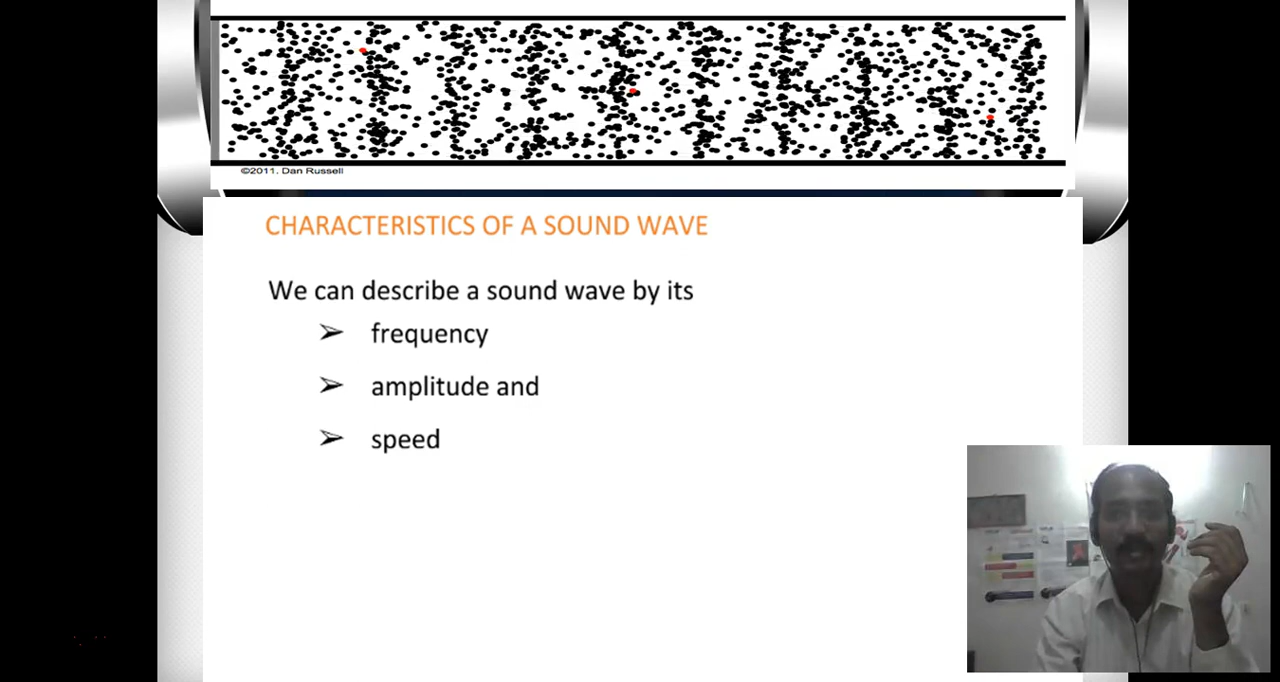 ©2011. Dan Russell
CHARACTERISTICS OF A SOUND WAVE
We can describe a sound wave by its
➢ frequency
➢ amplitude and
➢ speed